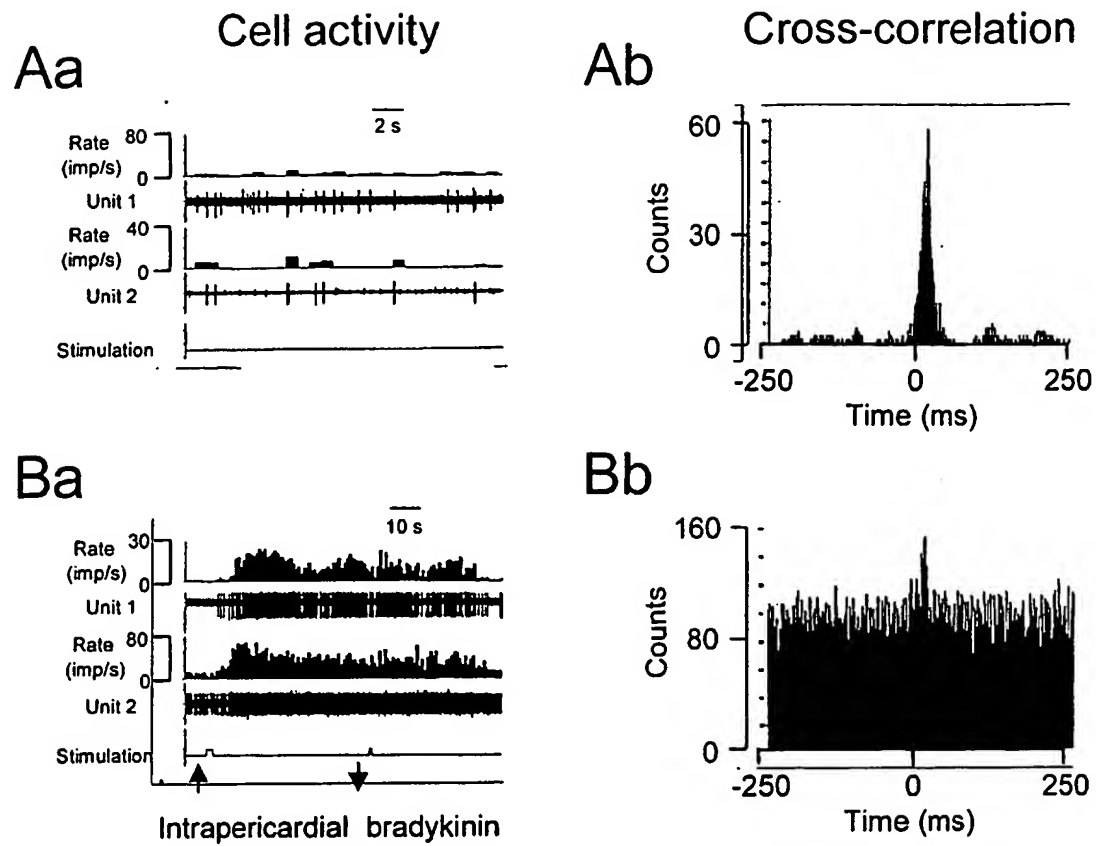 Cell activity
Cross-correlation
Aa
2 s
Rate (imp/s)
80
0
Unit 1
Rate (imp/s)
40
0
Unit 2
Stimulation
Ab
Counts
60
30
0
-250 0 250
Time (ms)
Ba
10 s
Rate (imp/s)
30
0
Unit 1
Rate (imp/s)
80
0
Unit 2
Stimulation
Intrapericardial bradykinin
Bb
Counts
160
80
0
-250 0 250
Time (ms)